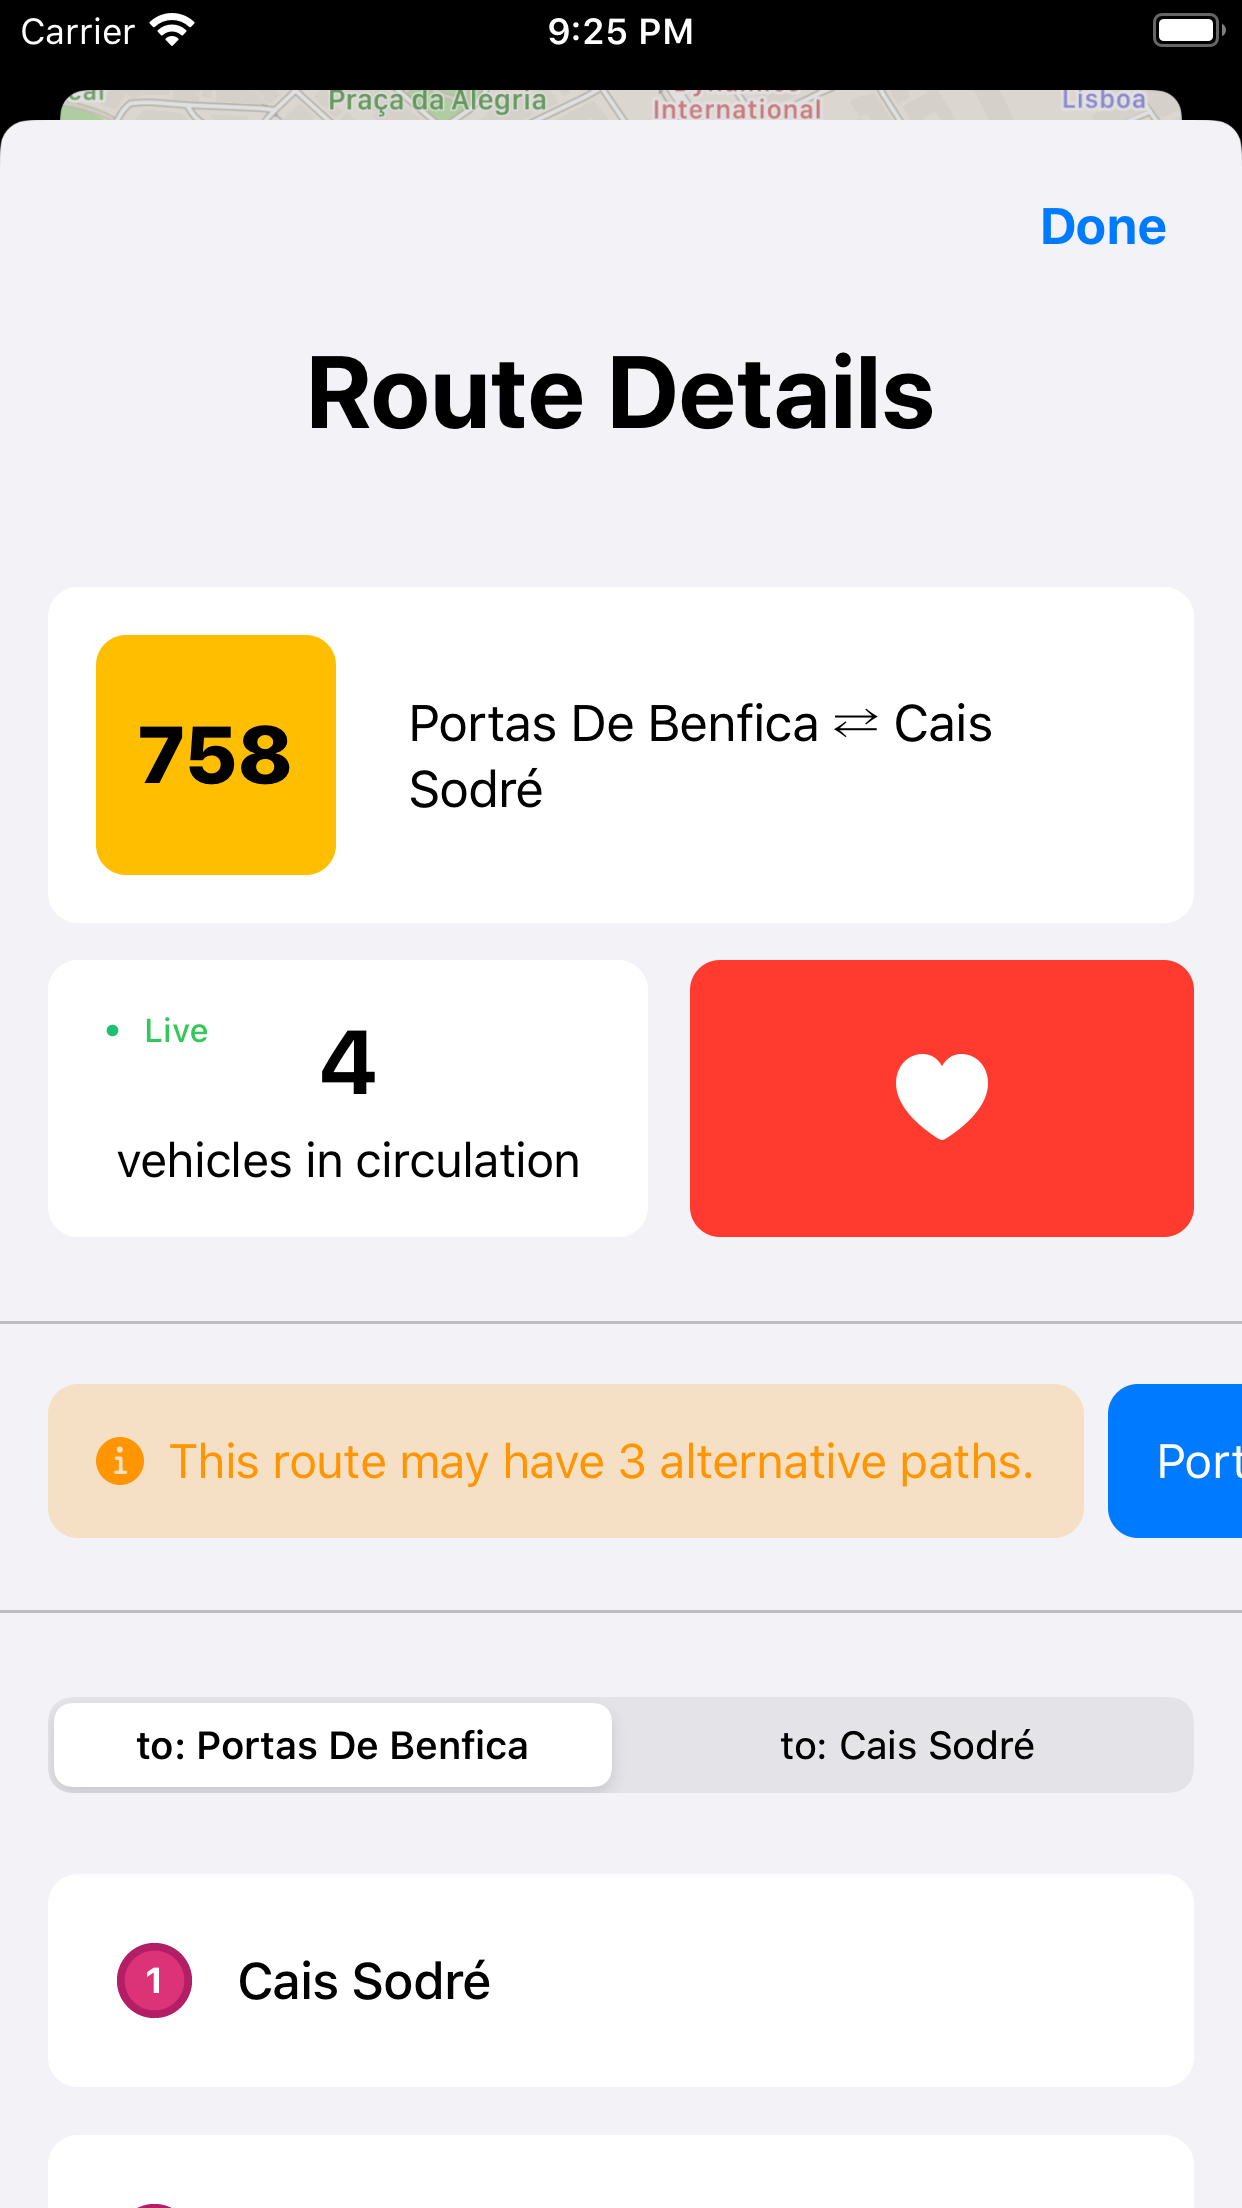 Carrier
9:25 PM
Praça da Alegria
International
Lisboa
Done
Route Details
758
Portas De Benfica ⇄ Cais
Sodré
Live
4
vehicles in circulation
This route may have 3 alternative paths.
Port
to: Portas De Benfica
to: Cais Sodré
1
Cais Sodré